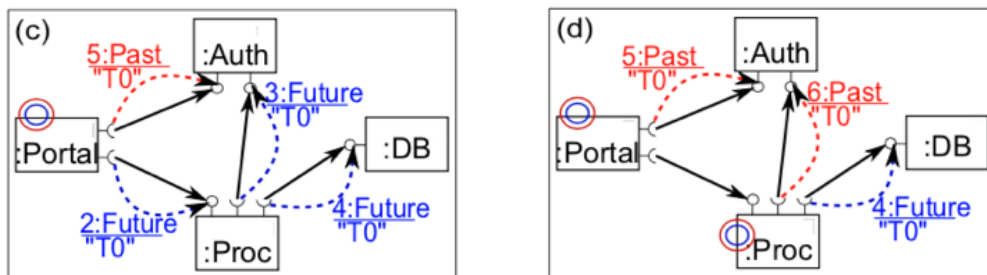 (c)
:Auth
5:Past
"T0"
3:Future
"T0"
:Portal
:DB
2:Future
"T0"
4:Future
"T0"
:Proc
(d)
:Auth
5:Past
"T0"
6:Past
"T0"
:Portal
:DB
4:Future
"T0"
:Proc